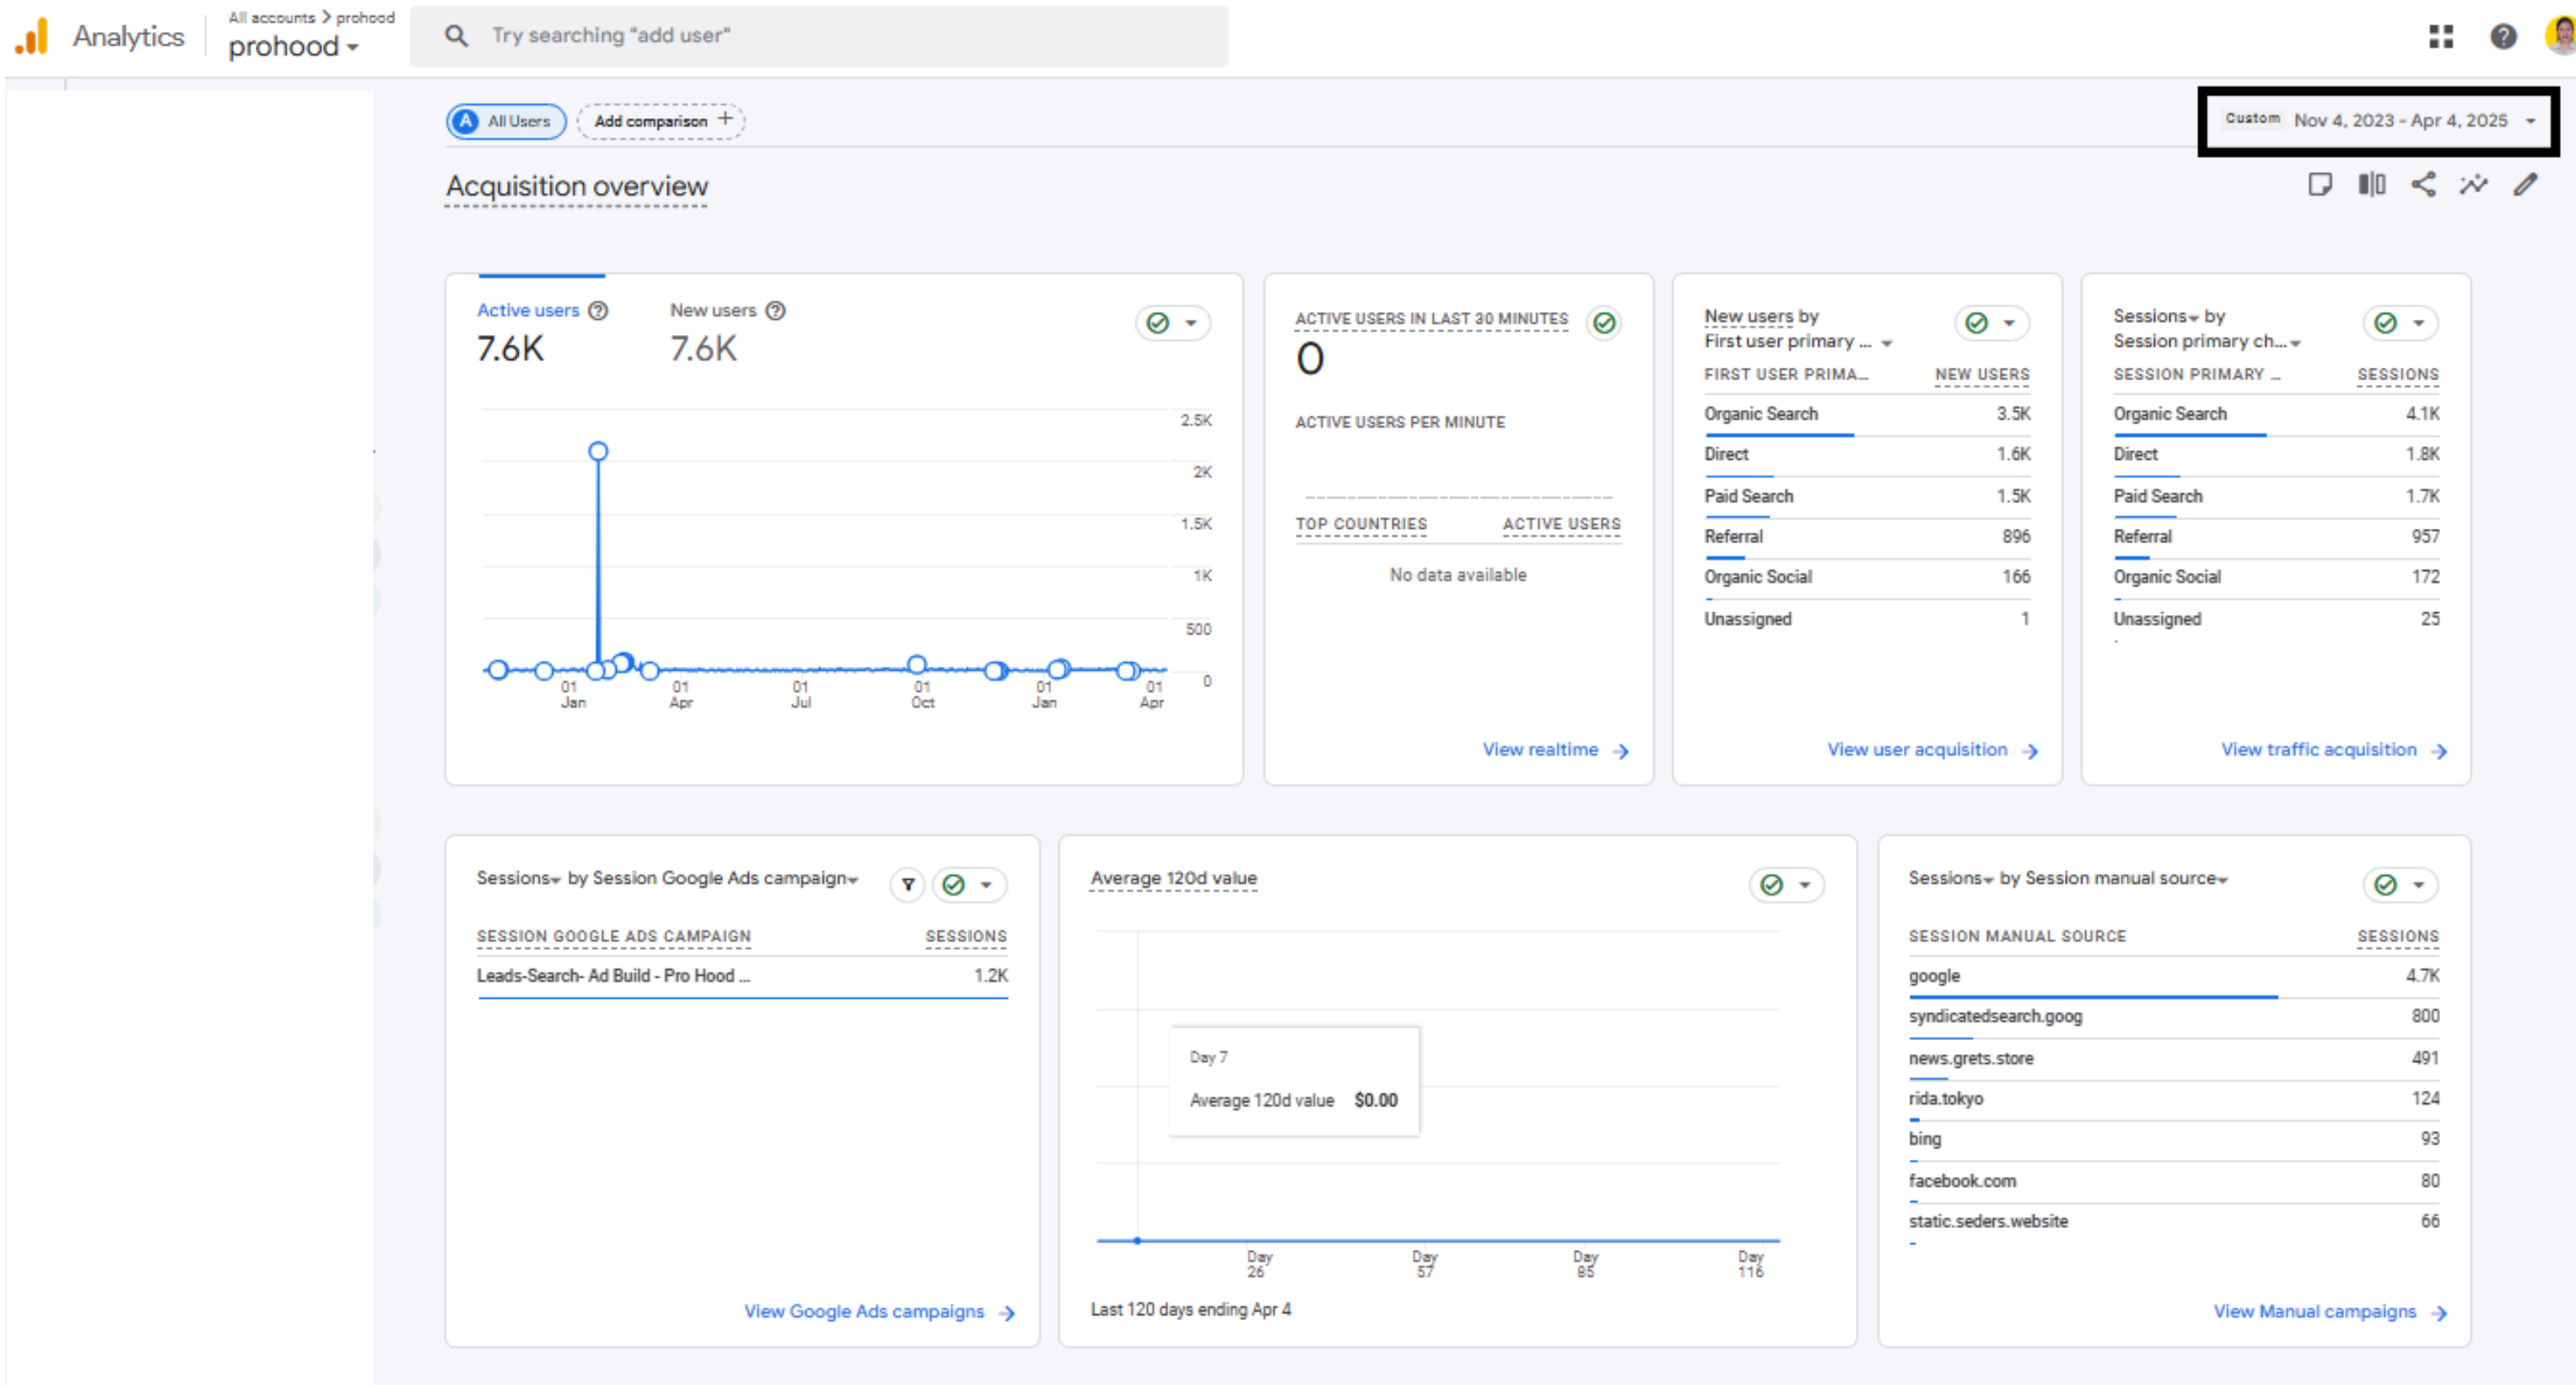 Analytics
All accounts > prohood
prohood
Try searching "add user"
A All Users
Add comparison +
Custom Nov 4, 2023 - Apr 4, 2025
Acquisition overview
Active users
7.6K
New users
7.6K
2.5K
2K
1.5K
1K
500
0
01 Jan
01 Apr
01 Jul
01 Oct
01 Jan
01 Apr
ACTIVE USERS IN LAST 30 MINUTES
0
ACTIVE USERS PER MINUTE
TOP COUNTRIES ACTIVE USERS
No data available
View realtime
New users by
First user primary ...
FIRST USER PRIMA... NEW USERS
Organic Search 3.5K
Direct 1.6K
Paid Search 1.5K
Referral 896
Organic Social 166
Unassigned 1
View user acquisition
Sessions by
Session primary ch...
SESSION PRIMARY ... SESSIONS
Organic Search 4.1K
Direct 1.8K
Paid Search 1.7K
Referral 957
Organic Social 172
Unassigned 25
View traffic acquisition
Sessions by Session Google Ads campaign
SESSION GOOGLE ADS CAMPAIGN SESSIONS
Leads-Search- Ad Build - Pro Hood ... 1.2K
View Google Ads campaigns
Average 120d value
Day 7
Average 120d value $0.00
Day 26
Day 57
Day 85
Day 116
Last 120 days ending Apr 4
Sessions by Session manual source
SESSION MANUAL SOURCE SESSIONS
google 4.7K
syndicatedsearch.goog 800
news.grets.store 491
rida.tokyo 124
bing 93
facebook.com 80
static.seders.website 66
View Manual campaigns